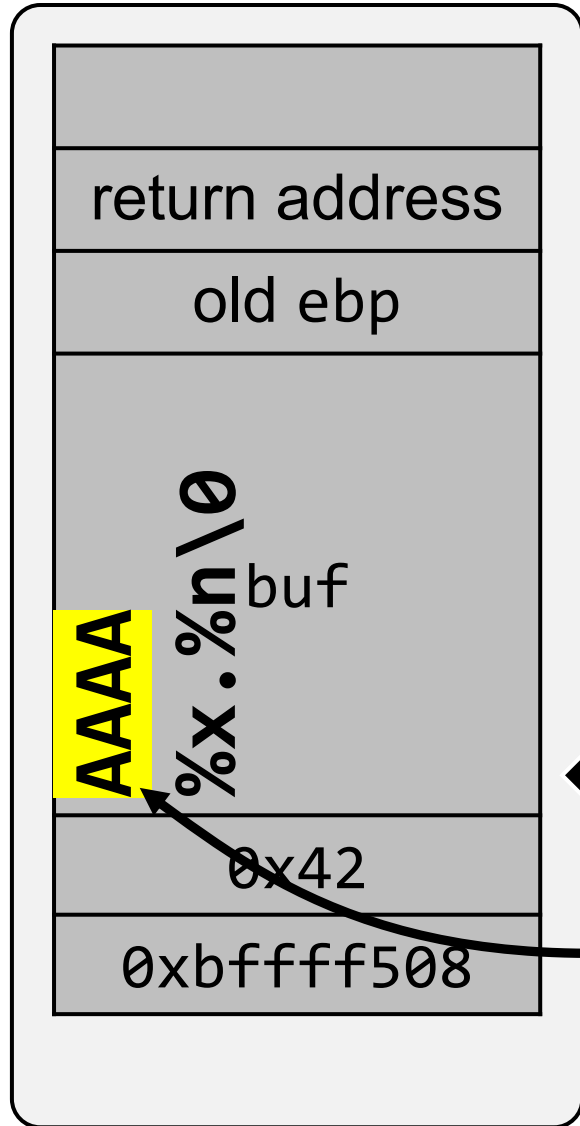 return address
old ebp
buf
AAAA
%x.%n\0
0x42
0xbffff508